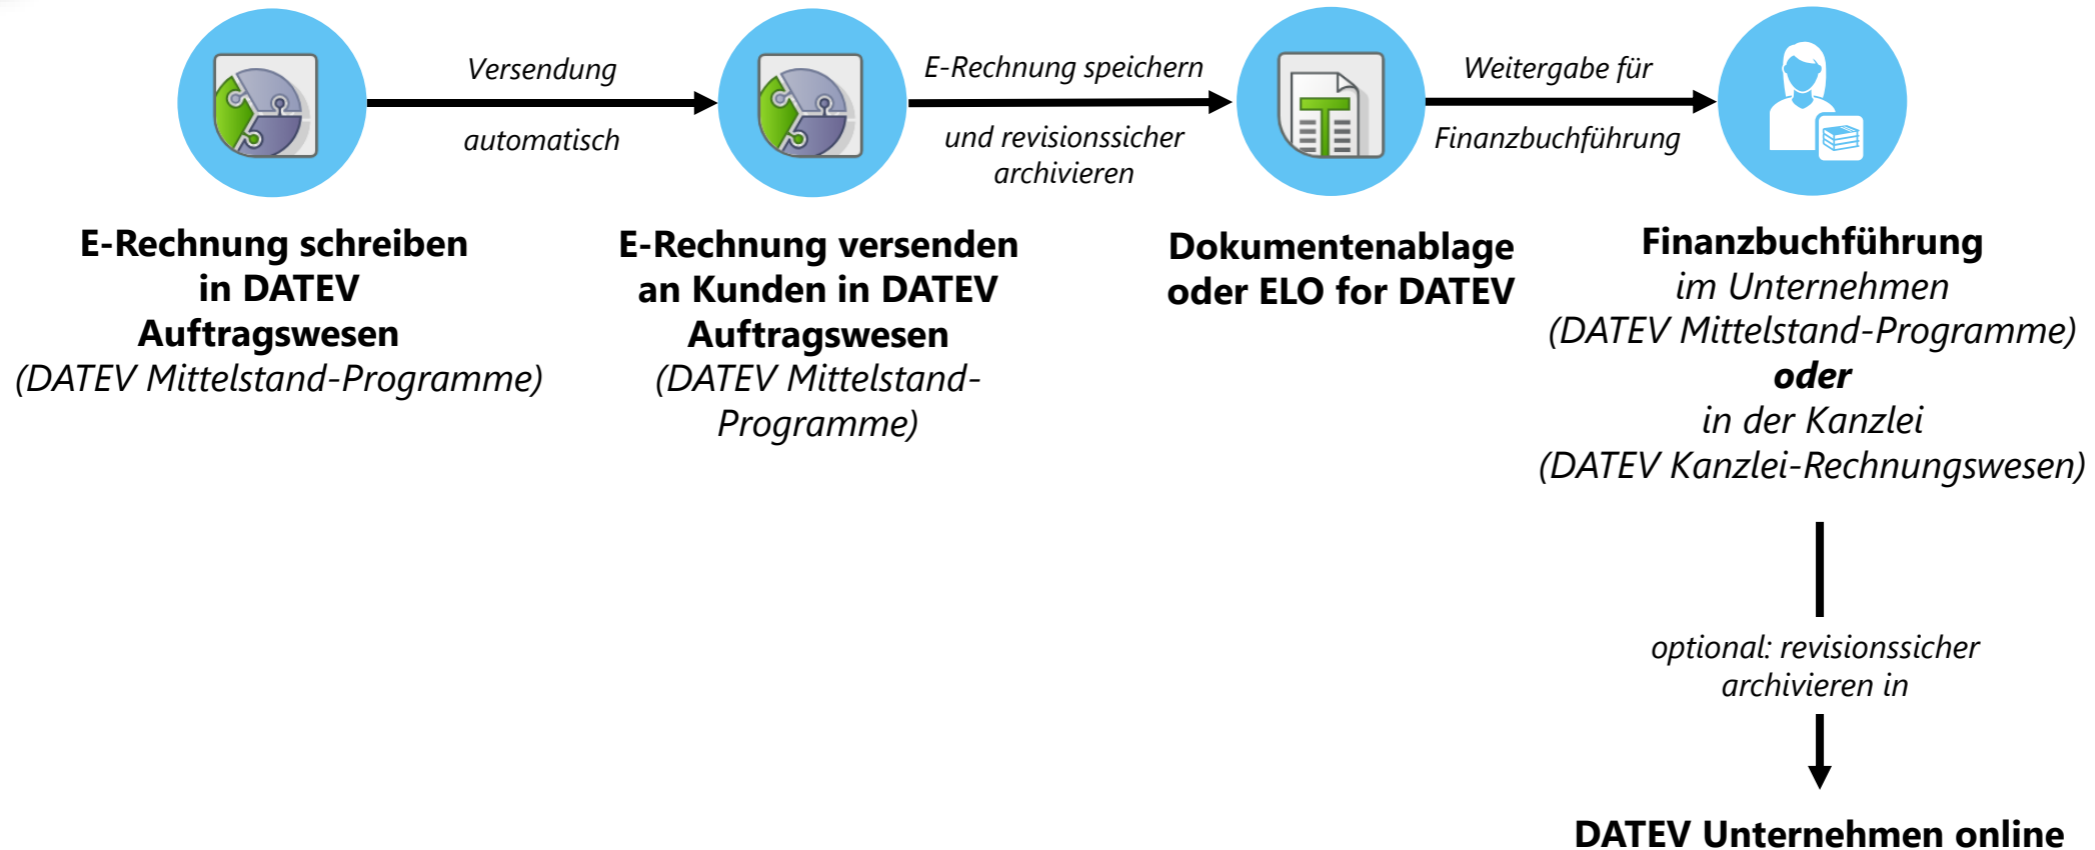 Versendung
automatisch
E-Rechnung speichern
und revisionssicher
archivieren
Weitergabe für
Finanzbuchführung
E-Rechnung schreiben
in DATEV
Auftragswesen
(DATEV Mittelstand-Programme)
E-Rechnung versenden
an Kunden in DATEV
Auftragswesen
(DATEV Mittelstand-
Programme)
Dokumentenablage
oder ELO for DATEV
Finanzbuchführung
im Unternehmen
(DATEV Mittelstand-Programme)
oder
in der Kanzlei
(DATEV Kanzlei-Rechnungswesen)
optional: revisionssicher
archivieren in
DATEV Unternehmen online